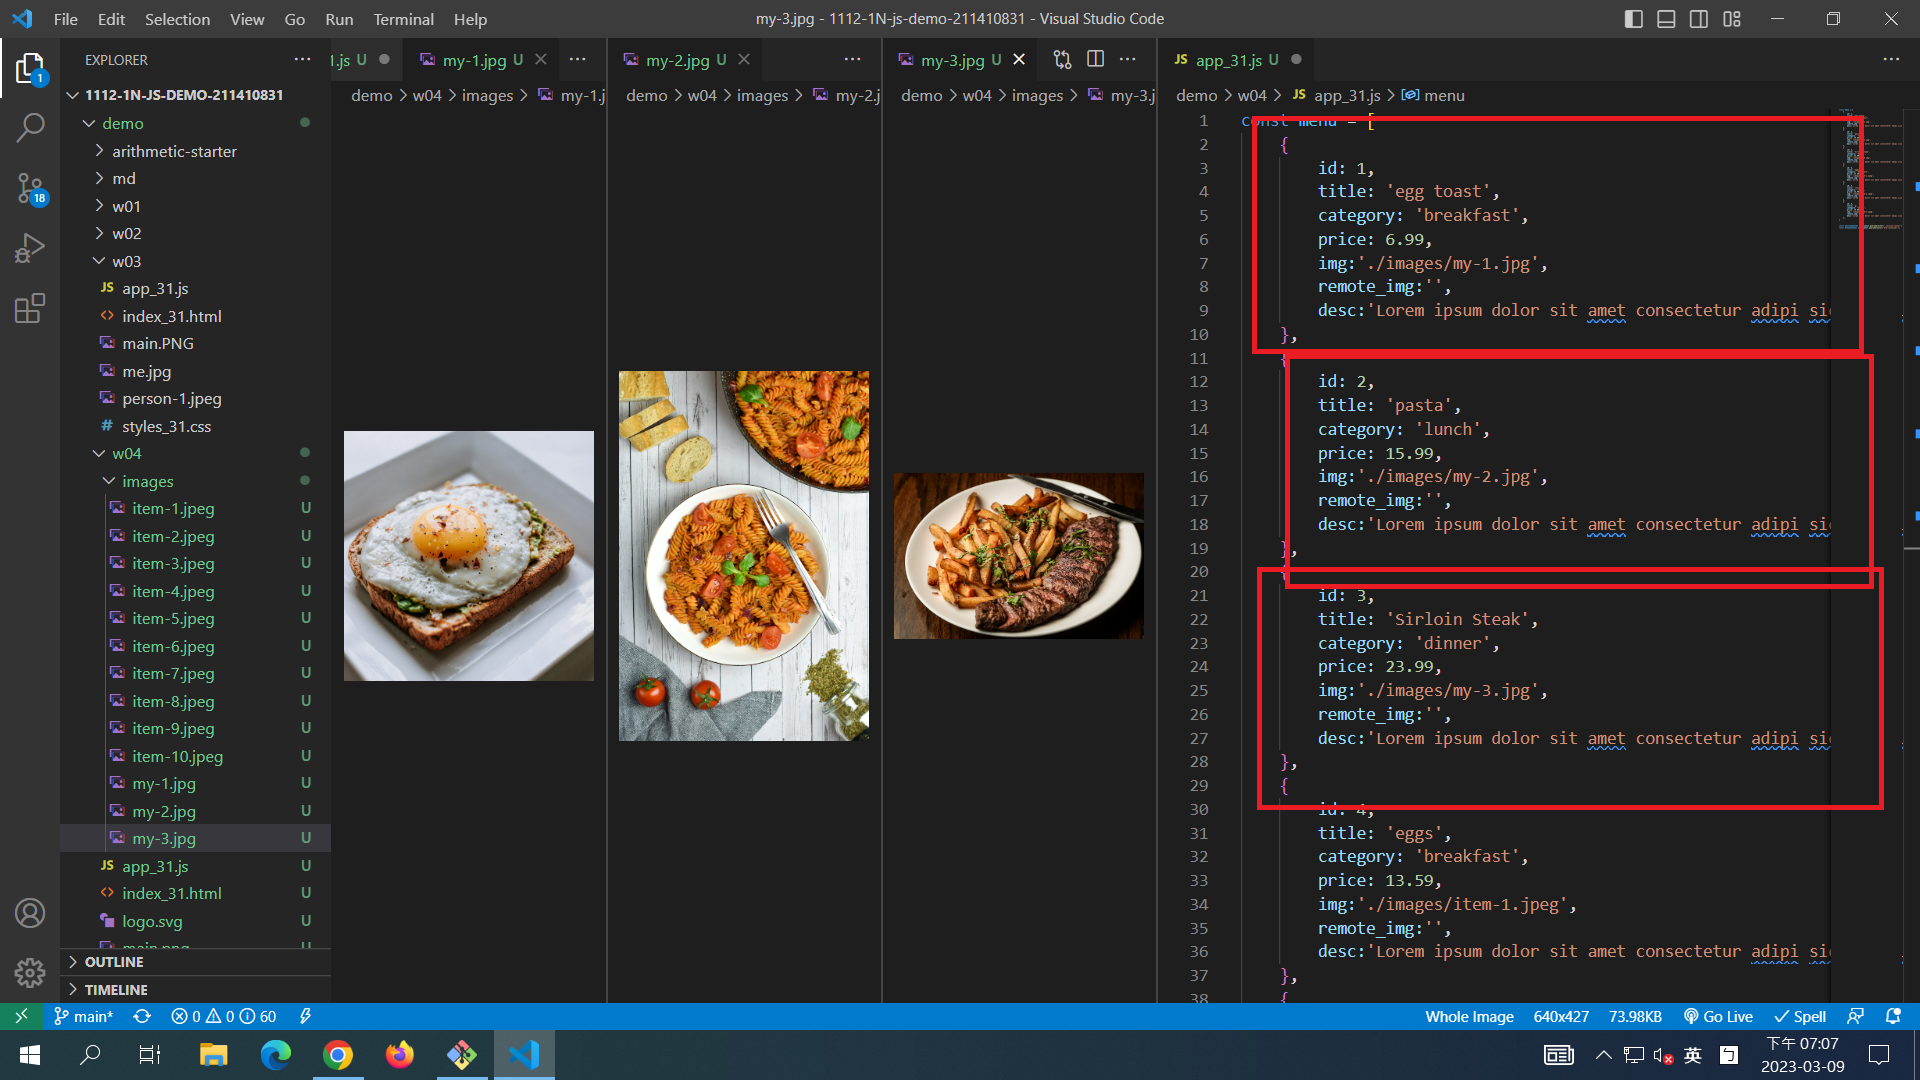 File Edit Selection View Go Run Terminal Help
my-3.jpg - 1112-1N-js-demo-211410831 - Visual Studio Code
EXPLORER
1112-1N-JS-DEMO-211410831
demo
arithmetic-starter
md
w01
w02
w03
JS app_31.js
<> index_31.html
main.PNG
me.jpg
person-1.jpeg
# styles_31.css
w04
images
item-1.jpeg U
item-2.jpeg U
item-3.jpeg U
item-4.jpeg U
item-5.jpeg U
item-6.jpeg U
item-7.jpeg U
item-8.jpeg U
item-9.jpeg U
item-10.jpeg U
my-1.jpg U
my-2.jpg U
my-3.jpg U
JS app_31.js U
<> index_31.html U
logo.svg U
main.png U
OUTLINE
TIMELINE
1
18
1.js U
my-1.jpg U
demo > w04 > images > my-1.j
my-2.jpg U
demo > w04 > images > my-2.j
my-3.jpg U
demo > w04 > images > my-3.j
JS app_31.js U
demo > w04 > JS app_31.js > menu
1 const menu = [
2 {
3 id: 1,
4 title: 'egg toast',
5 category: 'breakfast',
6 price: 6.99,
7 img:'./images/my-1.jpg',
8 remote_img:'',
9 desc:'Lorem ipsum dolor sit amet consectetur adipi sic
10 },
11 {
12 id: 2,
13 title: 'pasta',
14 category: 'lunch',
15 price: 15.99,
16 img:'./images/my-2.jpg',
17 remote_img:'',
18 desc:'Lorem ipsum dolor sit amet consectetur adipi sic
19 },
20 {
21 id: 3,
22 title: 'Sirloin Steak',
23 category: 'dinner',
24 price: 23.99,
25 img:'./images/my-3.jpg',
26 remote_img:'',
27 desc:'Lorem ipsum dolor sit amet consectetur adipi sic
28 },
29 {
30 id: 4,
31 title: 'eggs',
32 category: 'breakfast',
33 price: 13.59,
34 img:'./images/item-1.jpeg',
35 remote_img:'',
36 desc:'Lorem ipsum dolor sit amet consectetur adipi sic
37 },
38 {
main* 0 0 60
Whole Image 640x427 73.98KB Go Live Spell
英
下午 07:07
2023-03-09